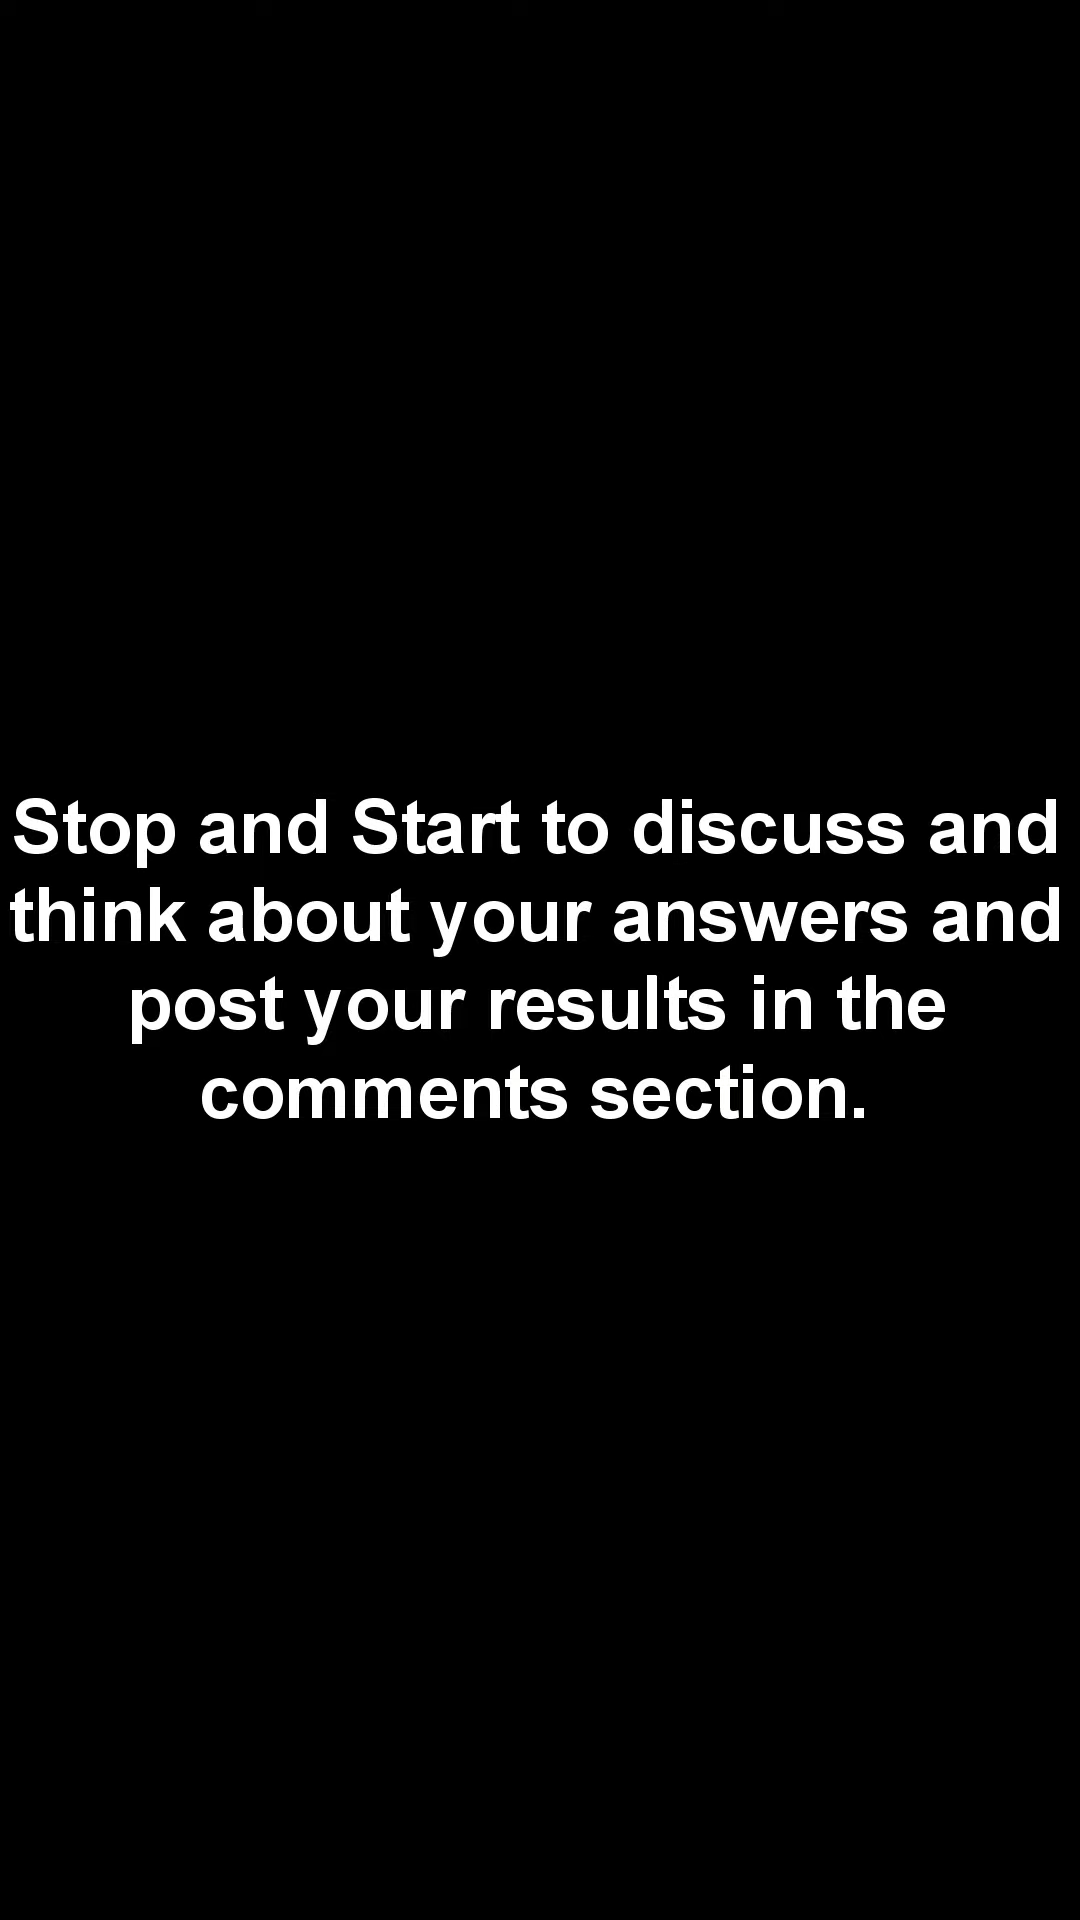 Stop and Start to discuss and
think about your answers and
post your results in the
comments section.